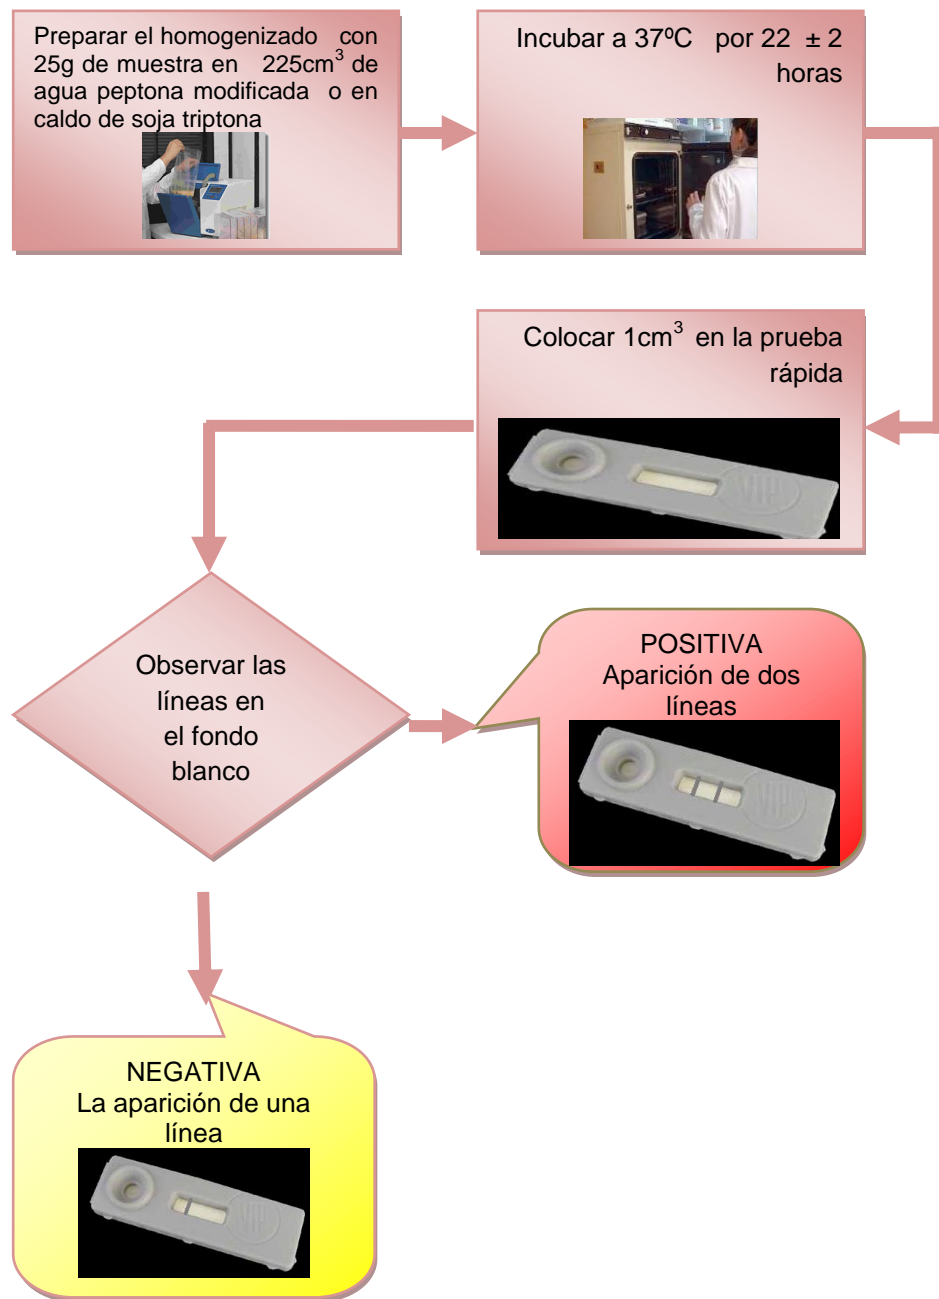 Preparar el homogenizado con
25g de muestra en 225cm³ de
agua peptona modificada o en
caldo de soja triptona
Incubar a 37ºC por 22 ± 2
horas
Colocar 1cm³ en la prueba
rápida
VIP
Observar las
líneas en
el fondo
blanco
POSITIVA
Aparición de dos
líneas
VIP
NEGATIVA
La aparición de una
línea